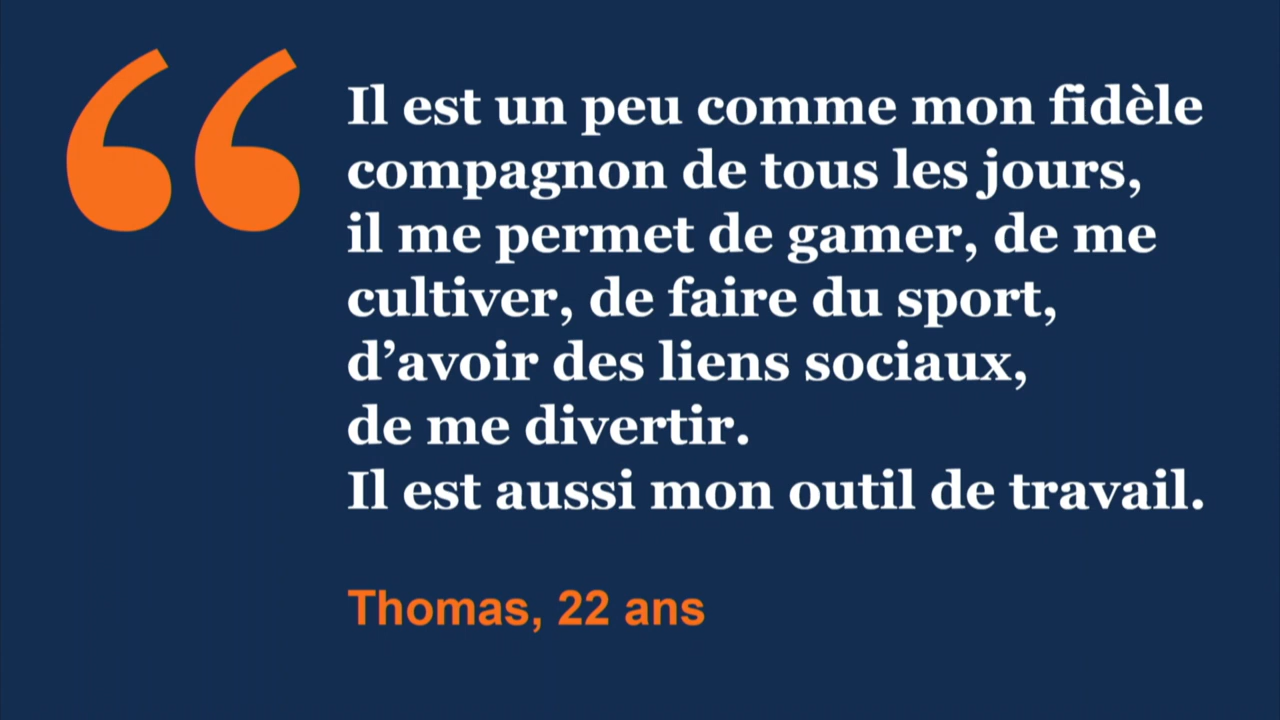 “
Il est un peu comme mon fidèle
compagnon de tous les jours,
il me permet de gamer, de me
cultiver, de faire du sport,
d’avoir des liens sociaux,
de me divertir.
Il est aussi mon outil de travail.
Thomas, 22 ans